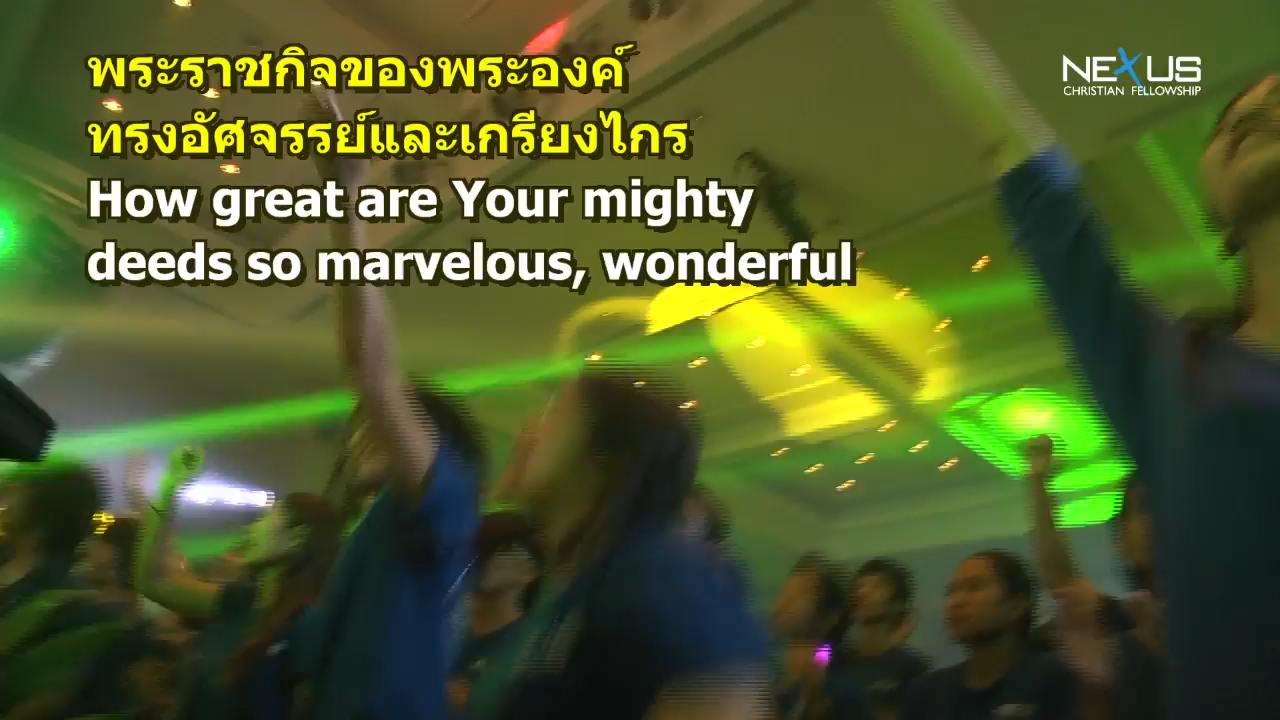 พระราชกิจของพระองค์
ทรงอัศจรรย์และเกรียงไกร
How great are Your mighty
deeds so marvelous, wonderful
NEXUS
CHRISTIAN FELLOWSHIP